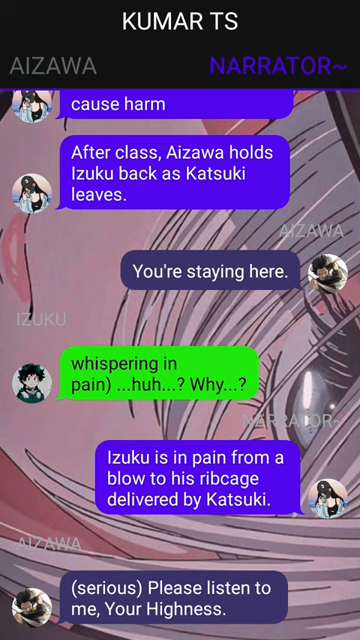 KUMAR TS
AIZAWA
NARRATOR~
cause harm
After class, Aizawa holds
Izuku back as Katsuki
leaves.
AIZAWA
You're staying here.
IZUKU
whispering in
pain) ...huh...? Why...?
NARRATOR~
Izuku is in pain from a
blow to his ribcage
delivered by Katsuki.
AIZAWA
(serious) Please listen to
me, Your Highness.